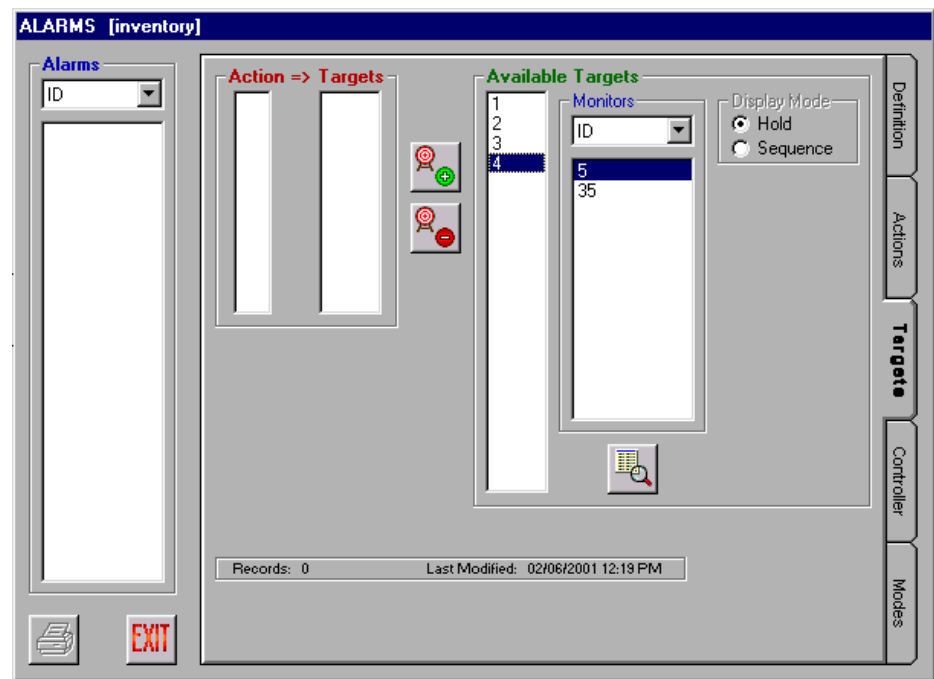 ALARMS [inventory]
Alarms
ID
Action => Targets
Available Targets
1
2
3
4
Monitors
ID
5
35
Display Mode
Hold
Sequence
Definition
Actions
Targets
Controller
Modes
Records: 0 Last Modified: 02/06/2001 12:19 PM
EXIT